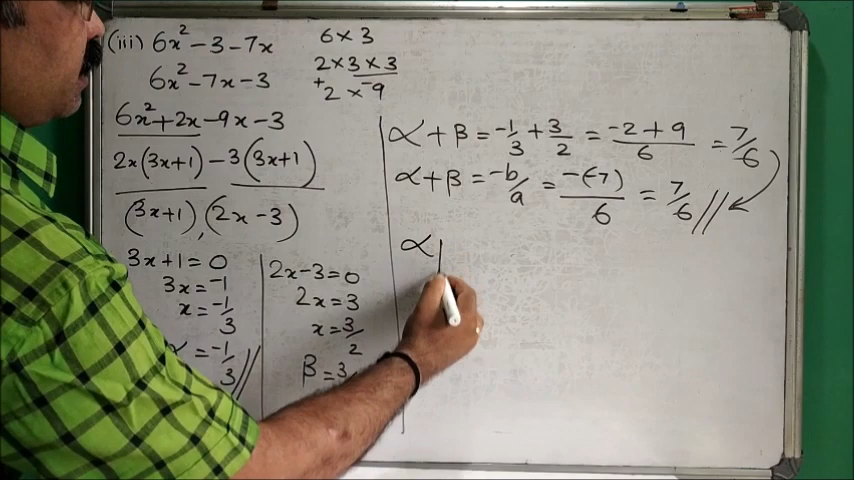 (iii) 6x² - 3 - 7x
6x² - 7x - 3
6x² + 2x - 9x - 3
2x(3x+1) - 3(3x+1)
(3x+1), (2x-3)
3x+1 = 0
3x = -1
x = -1/3
α = -1/3 //
2x-3 = 0
2x = 3
x = 3/2
β = 3
6 × 3
2 × 3 × 3
+2 × -9
α + β = -1/3 + 3/2 = (-2+9)/6 = 7/6
α + β = -b/a = -(-7)/6 = 7/6 //
α